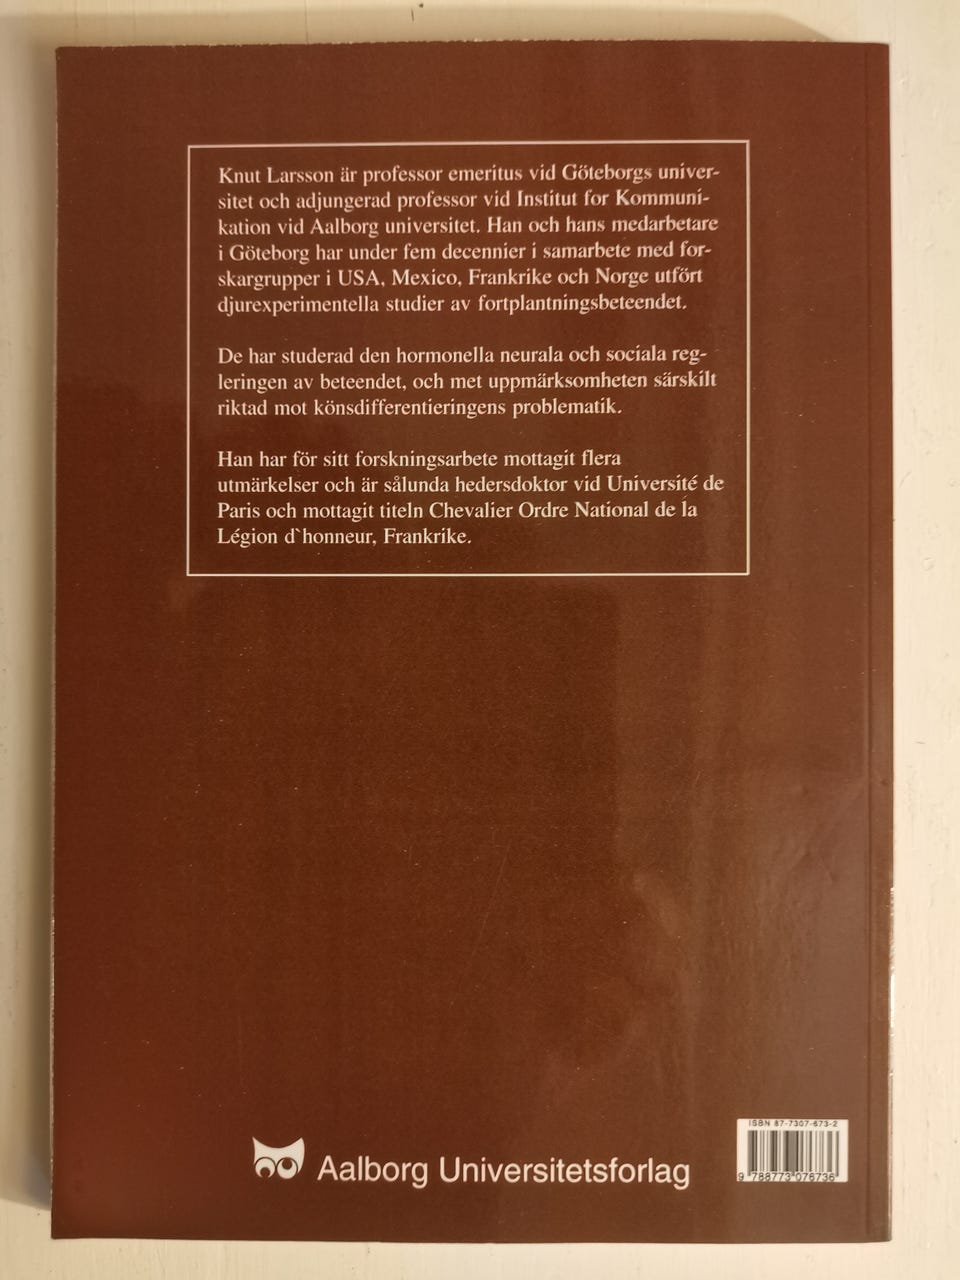 Knut Larsson är professor emeritus vid Göteborgs univer-
sitet och adjungerad professor vid Institut for Kommuni-
kation vid Aalborg universitet. Han och hans medarbetare
i Göteborg har under fem decennier i samarbete med for-
skargrupper i USA, Mexico, Frankrike och Norge utfört
djurexperimentella studier av fortplantningsbeteendet.
De har studerad den hormonella neurala och sociala reg-
leringen av beteendet, och met uppmärksomheten särskilt
riktad mot könsdifferentieringens problematik.
Han har för sitt forskningsarbete mottagit flera
utmärkelser och är sålunda hedersdoktor vid Université de
Paris och mottagit titeln Chevalier Ordre National de ĺa
Légion d`honneur, Frankrike.
Aalborg Universitetsforlag
ISBN 87-7307-673-2
9 788773 076736